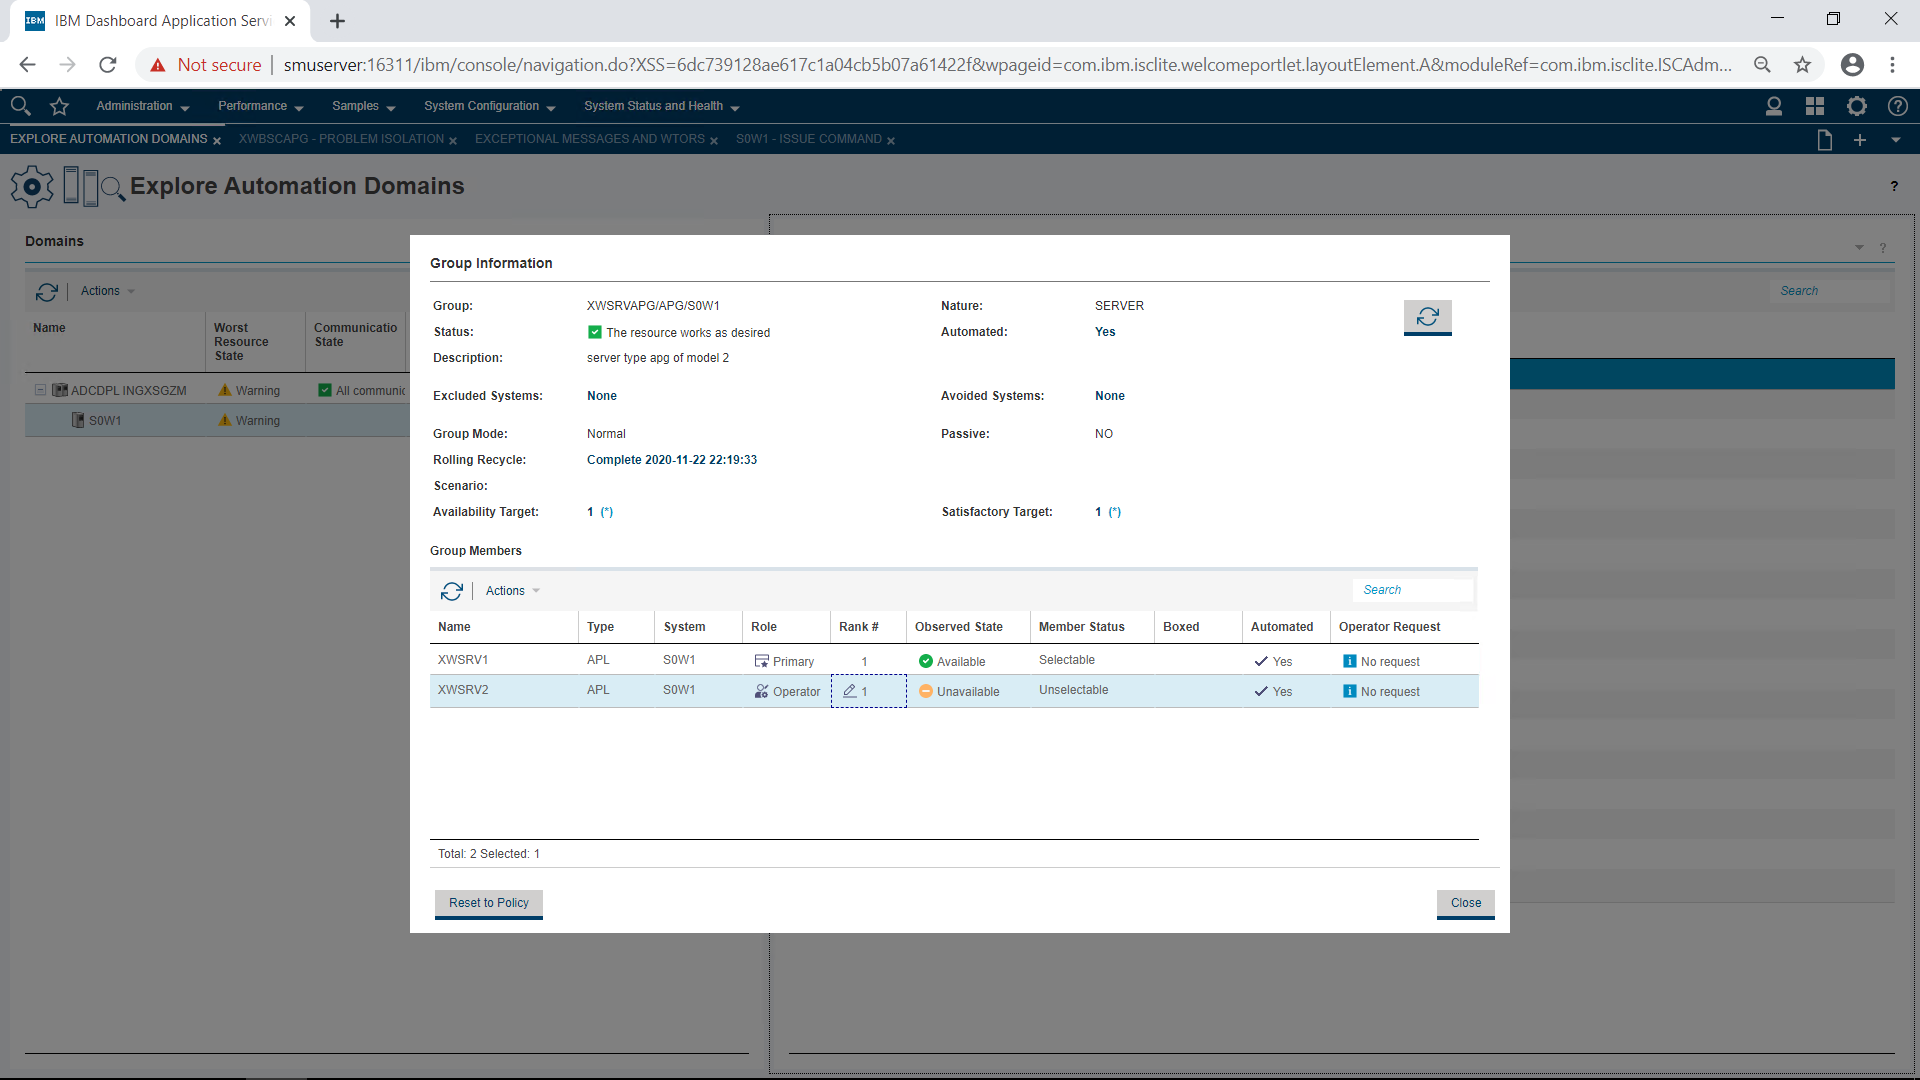 IBM IBM Dashboard Application Servi
Not secure smuserver:16311/ibm/console/navigation.do?XSS=6dc739128ae617c1a04cb5b07a61422f&wpageid=com.ibm.isclite.welcomeportlet.layoutElement.A&moduleRef=com.ibm.isclite.ISCAdm...
Administration Performance Samples System Configuration System Status and Health
EXPLORE AUTOMATION DOMAINS XWBSCAPG - PROBLEM ISOLATION EXCEPTIONAL MESSAGES AND WTORS S0W1 - ISSUE COMMAND
Explore Automation Domains ?
Domains ?
Actions Search
Name Worst Resource State Communicatio State
ADCDPL INGXSGZM Warning All communic
S0W1 Warning
Group Information
Group: XWSRVAPG/APG/S0W1 Nature: SERVER
Status: The resource works as desired Automated: Yes
Description: server type apg of model 2
Excluded Systems: None Avoided Systems: None
Group Mode: Normal Passive: NO
Rolling Recycle: Complete 2020-11-22 22:19:33
Scenario:
Availability Target: 1 (*) Satisfactory Target: 1 (*)
Group Members
Actions Search
Name Type System Role Rank # Observed State Member Status Boxed Automated Operator Request
XWSRV1 APL S0W1 Primary 1 Available Selectable Yes No request
XWSRV2 APL S0W1 Operator 1 Unavailable Unselectable Yes No request
Total: 2 Selected: 1
Reset to Policy Close